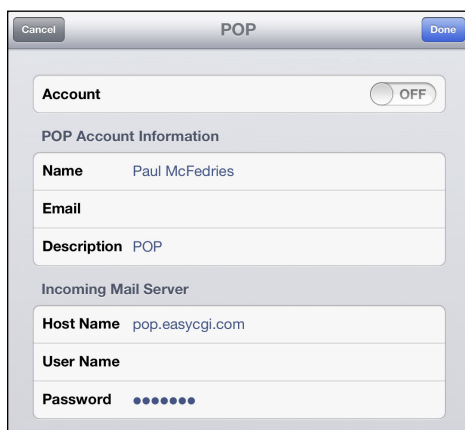 Cancel POP Done
Account OFF
POP Account Information
Name Paul McFedries
Email
Description POP
Incoming Mail Server
Host Name pop.easycgi.com
User Name
Password ●●●●●●●